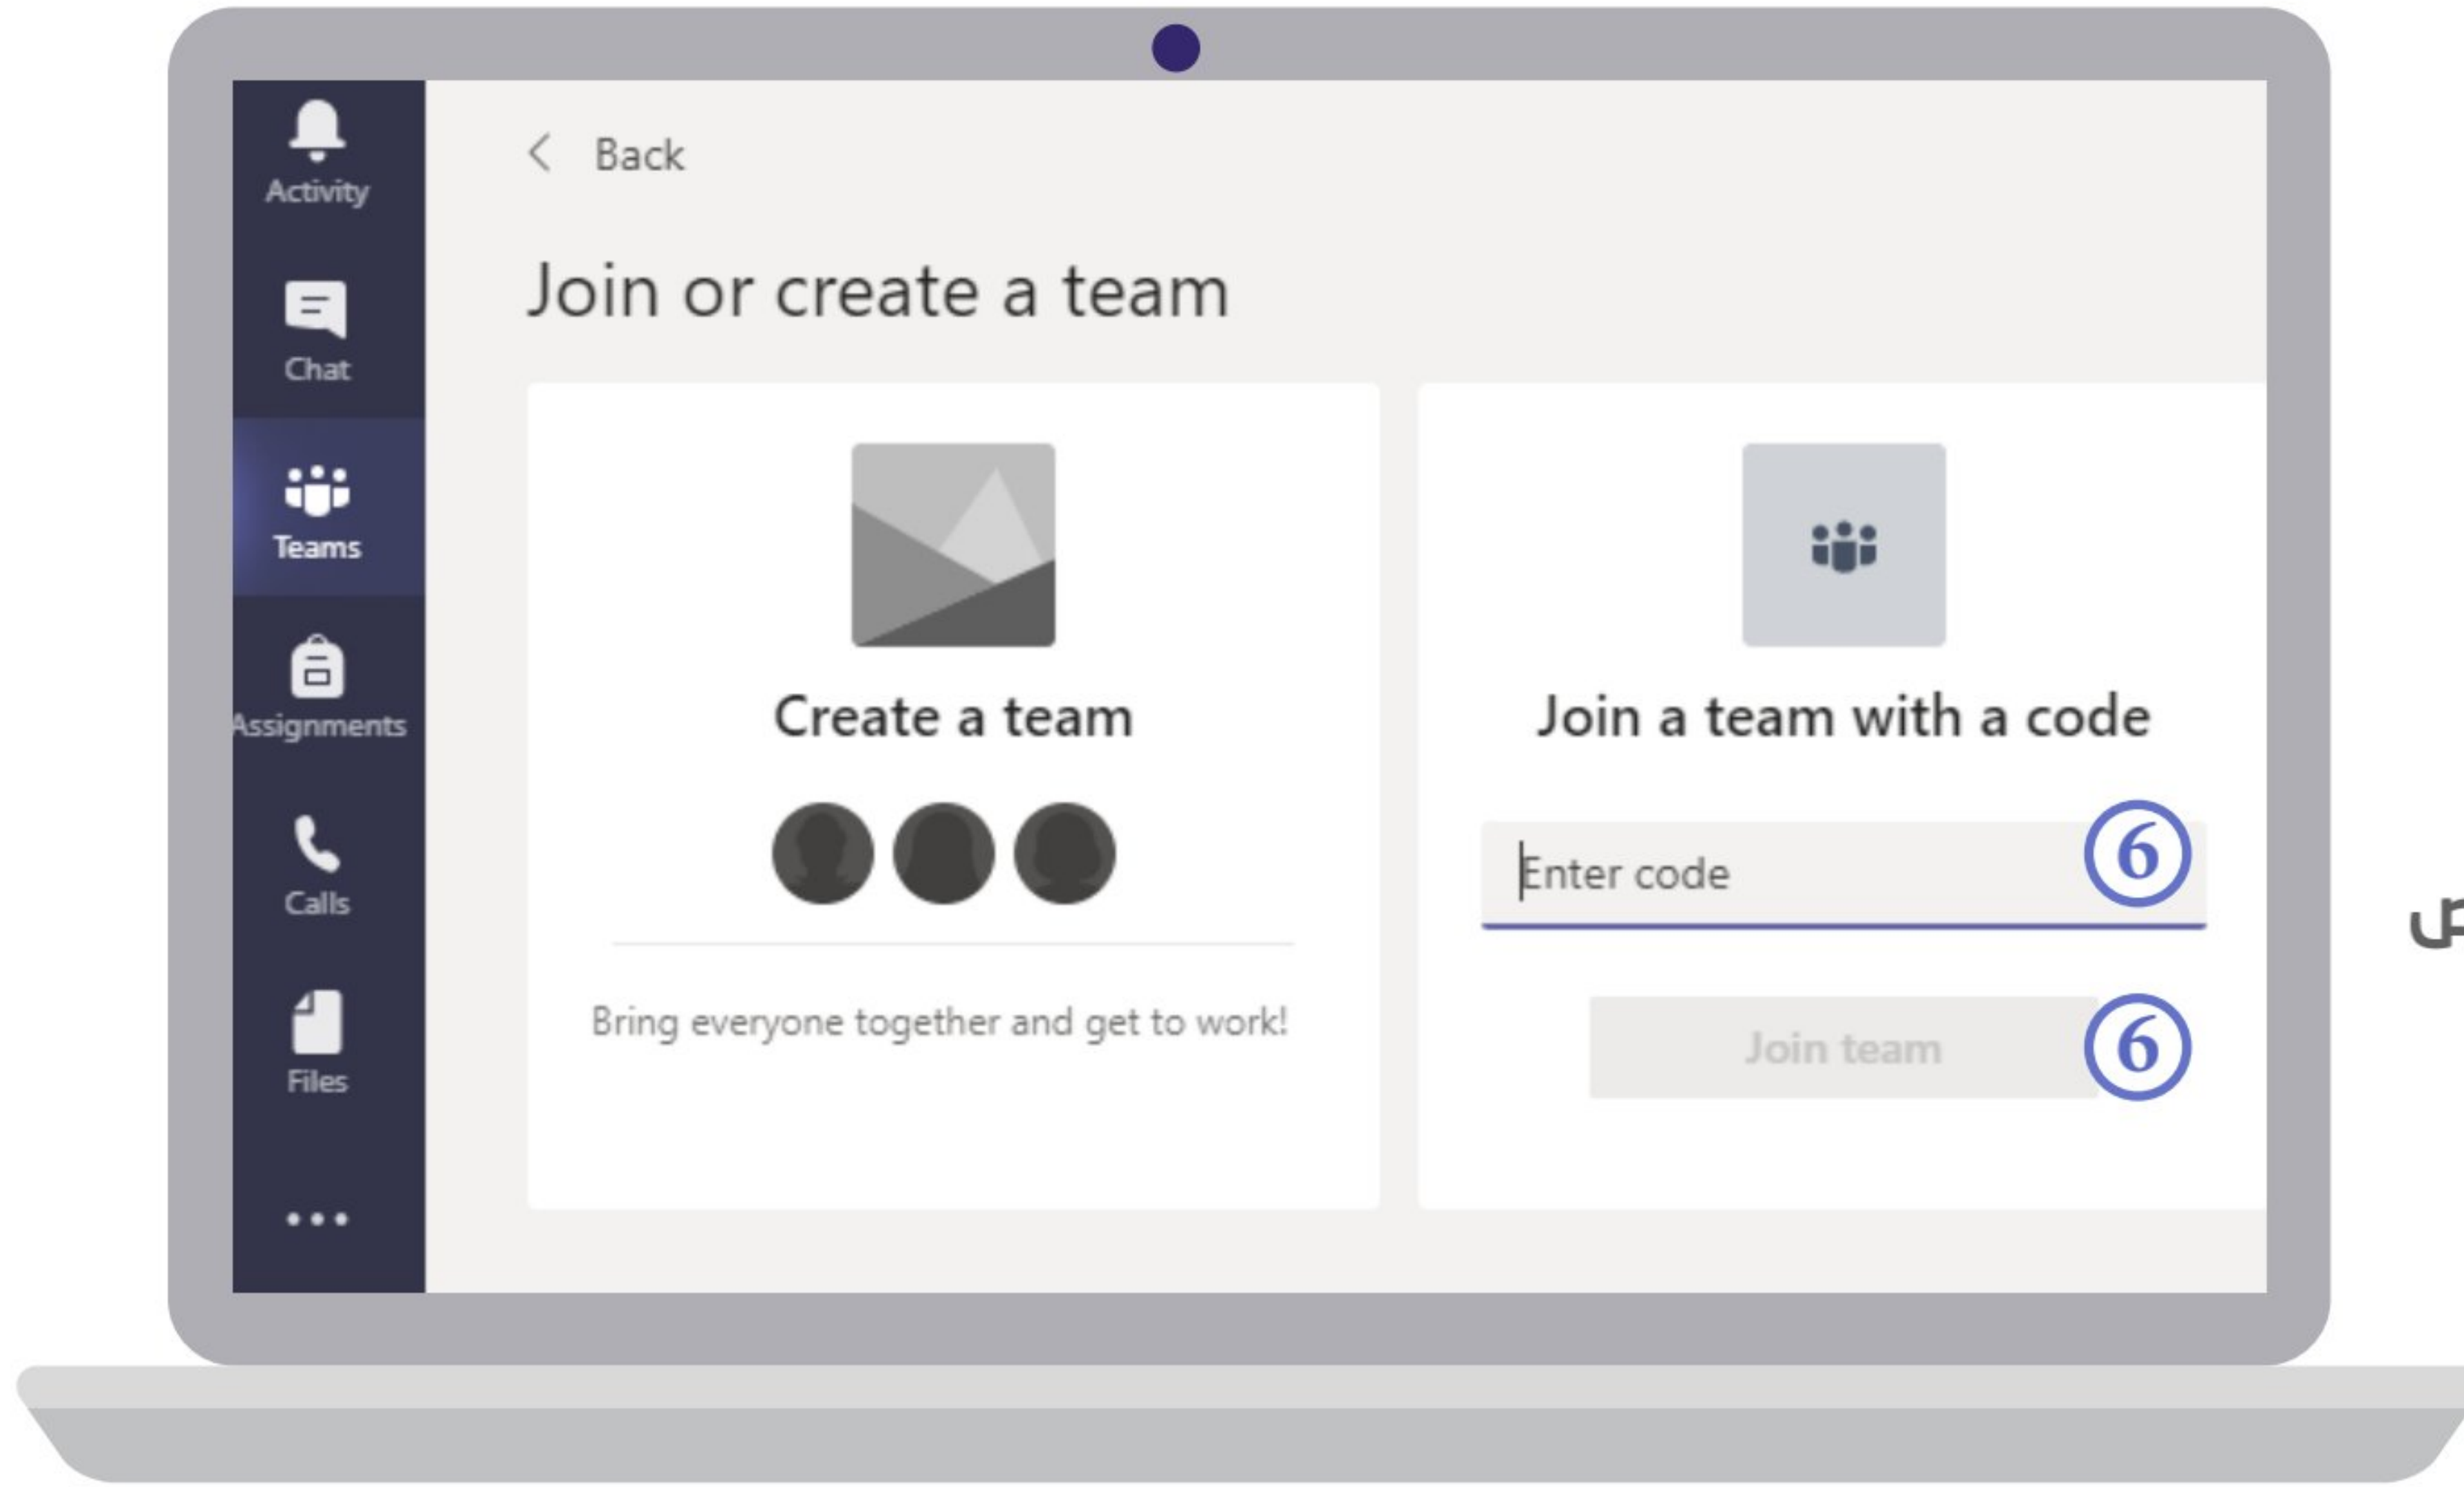 Activity
Chat
Teams
Assignments
Calls
Files
Back
Join or create a team
Create a team
Bring everyone together and get to work!
Join a team with a code
Enter code
6
Join team
6